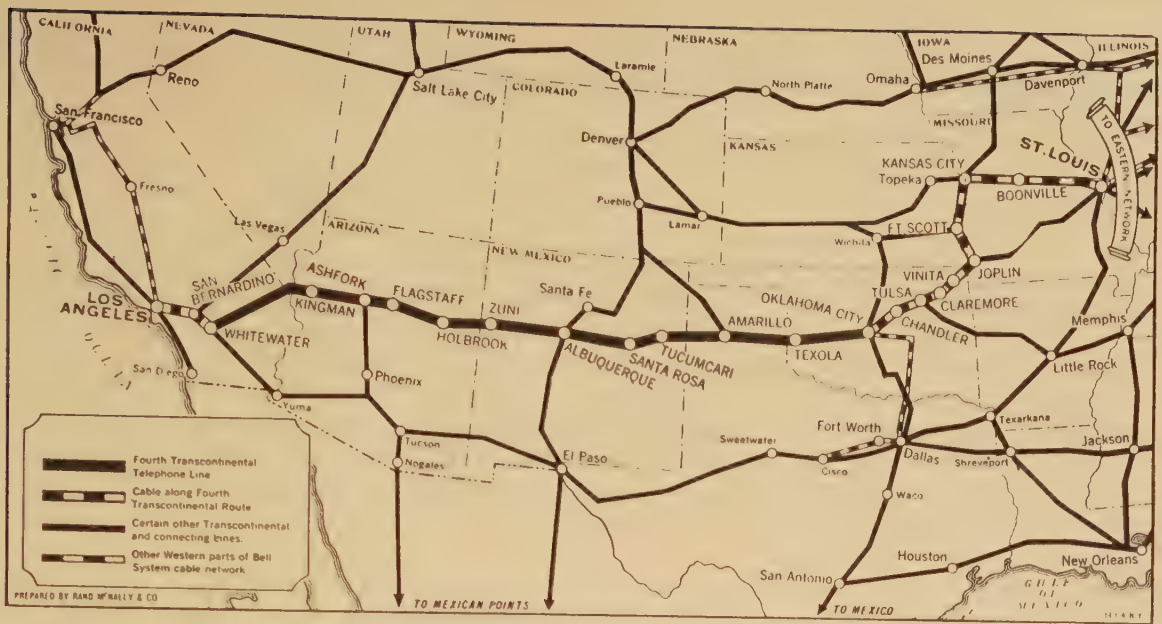 CALIFORNIA
NEVADA
UTAH
WYOMING
NEBRASKA
IOWA
ILLINOIS
Des Moines
Reno
Salt Lake City
Laramie
North Platte
Omaha
Davenport
COLORADO
MISSOURI
San Francisco
Denver
KANSAS
KANSAS CITY
ST. LOUIS
TO EASTERN NETWORK
Topeka
BOONVILLE
Fresno
Pueblo
Lamar
Las Vegas
ARIZONA
NEW MEXICO
Wichita
FT. SCOTT
JOPLIN
VINITA
SAN
BERNARDINO
ASHFORK
KINGMAN
FLAGSTAFF
ZUNI
Santa Fe
OKLAHOMA
CITY
TULSA
CLAREMORE
LOS
ANGELES
WHITEWATER
HOLBROOK
ALBUQUERQUE
SANTA ROSA
TUCUMCARI
AMARILLO
TEXOLA
CHANDLER
Memphis
Little Rock
San Diego
Phoenix
Yuma
Tucson
Nogales
El Paso
Sweetwater
Cisco
Fort Worth
Dallas
Texarkana
Shreveport
Jackson
Waco
Houston
San Antonio
New Orleans
GULF
OF
MEXICO
OCEAN
Fourth Transcontinental
Telephone Line
Cable along Fourth
Transcontinental Route
Certain other Transcontinental
and connecting Lines.
Other Western parts of Bell
System cable network
PREPARED BY RAND McNALLY & CO
TO MEXICAN POINTS
TO MEXICO